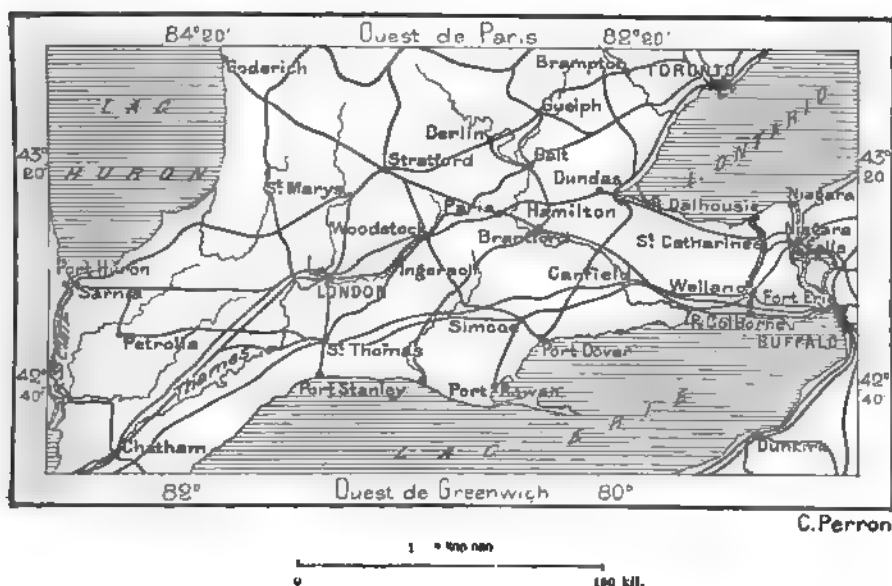 84° 20' Ouest de Paris 82° 20'
Goderich Brampton TORONTO
LAC HURON
Guelph
L. ONTARIO
Berlin
43° 20' 43° 20'
Stratford Galt
St. Marys Dundas
Niagara
Paris Hamilton Pt. Dalhousie
Woodstock Niagara Falls
Brantford St. Catharines
Port Huron Ingersoll Canfield Welland Fort Erie
Sarnia LONDON
Simcoe P. Colborne
Petrolia St. Thomas Port Dover BUFFALO
Thames
42° 40' 42° 40'
Port Stanley Port Rowan
LAC ERIE
Chatham Dunkirk
82° Ouest de Greenwich 80°
C. Perron
0 100 kil.